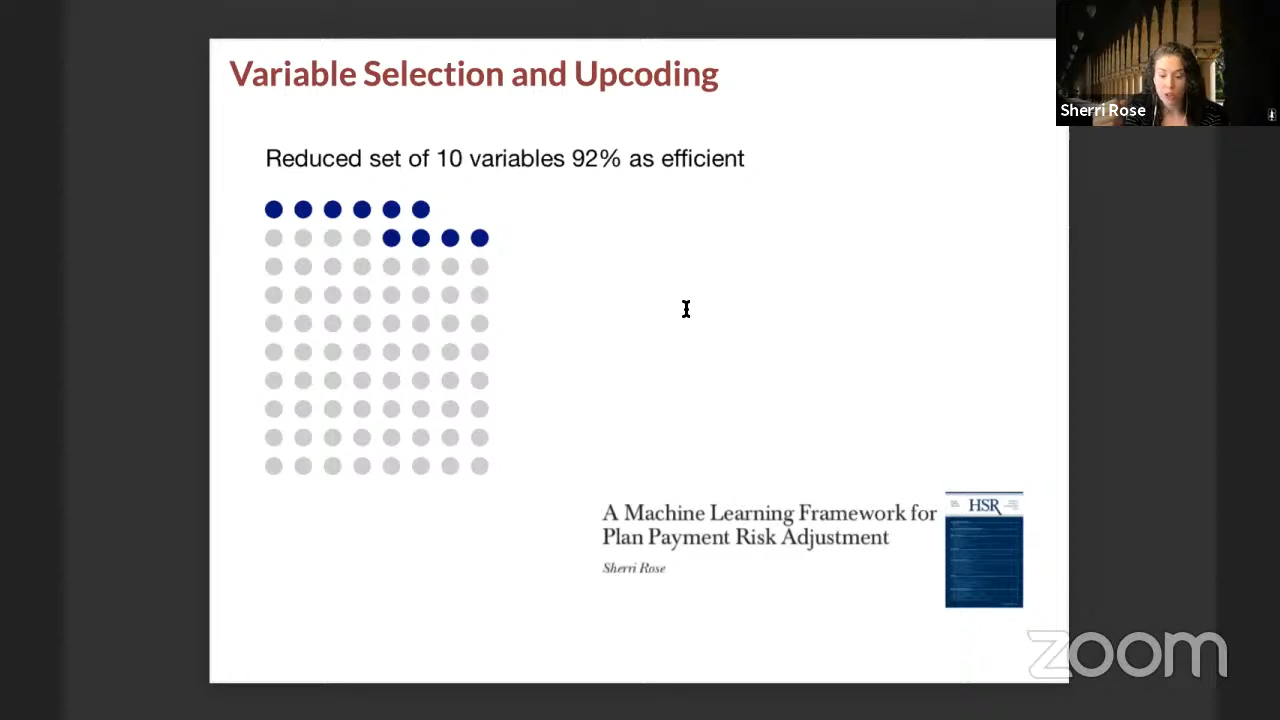 Variable Selection and Upcoding
Sherri Rose
Reduced set of 10 variables 92% as efficient
A Machine Learning Framework for
Plan Payment Risk Adjustment
Sherri Rose
HSR
zoom